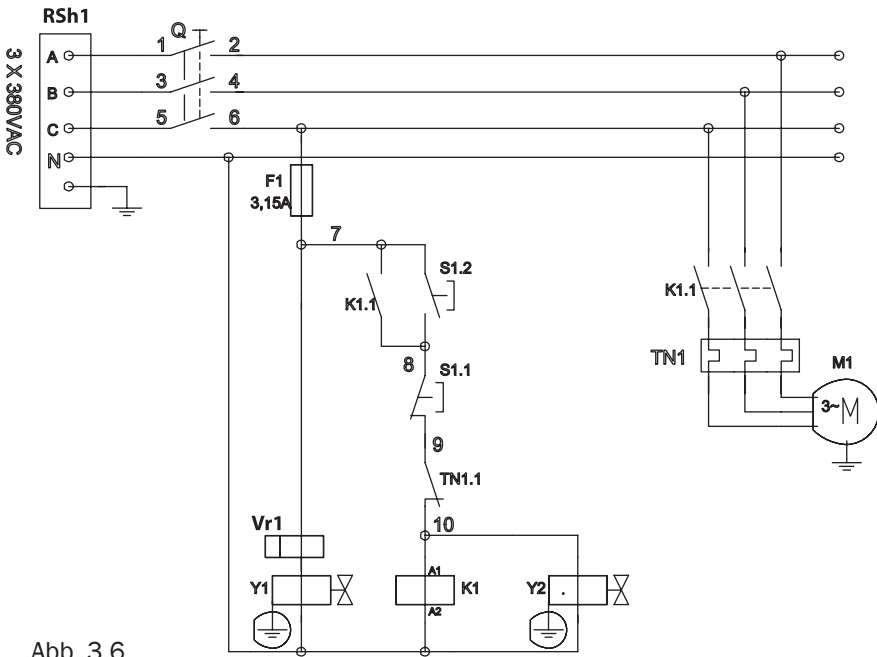 RSh1
3 X 380VAC
A
B
C
N
1
Q
2
3
4
5
6
F1
3,15A
7
S1.2
K1.1
8
S1.1
9
TN1.1
10
Vr1
Y1
A1
K1
A2
Y2
K1.1
TN1
M1
3~M
Abb. 3.6